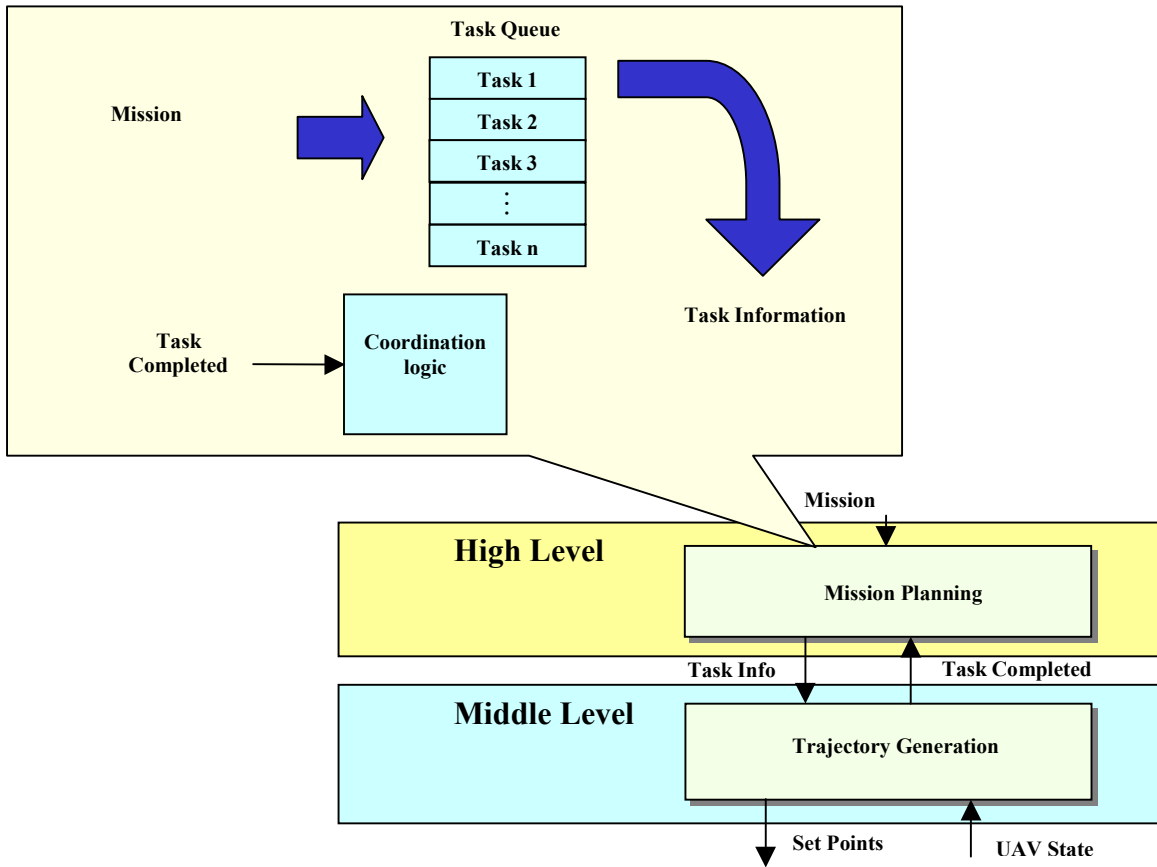 Task Queue
Task 1
Mission
Task 2
Task 3
⋮
Task n
Task Information
Task
Completed
Coordination
logic
Mission
High Level
Mission Planning
Task Info
Task Completed
Middle Level
Trajectory Generation
Set Points
UAV State